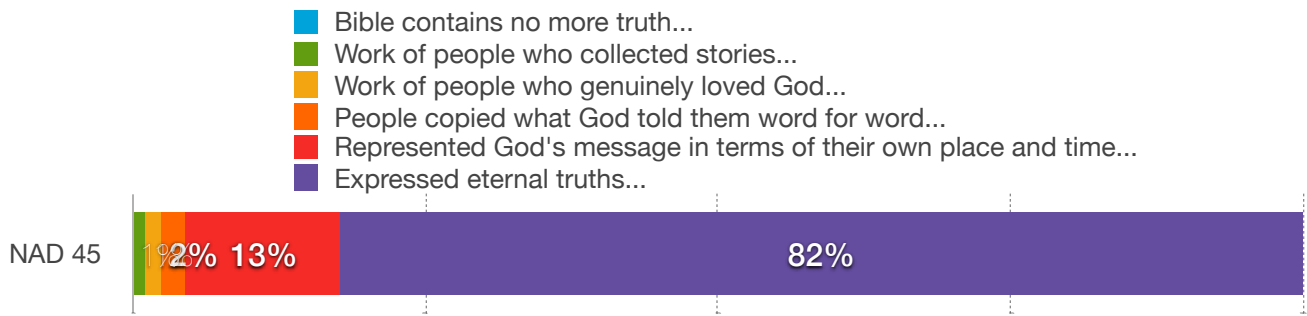 Bible contains no more truth...
Work of people who collected stories...
Work of people who genuinely loved God...
People copied what God told them word for word...
Represented God's message in terms of their own place and time...
Expressed eternal truths...
NAD 45 1% 2% 13% 82%